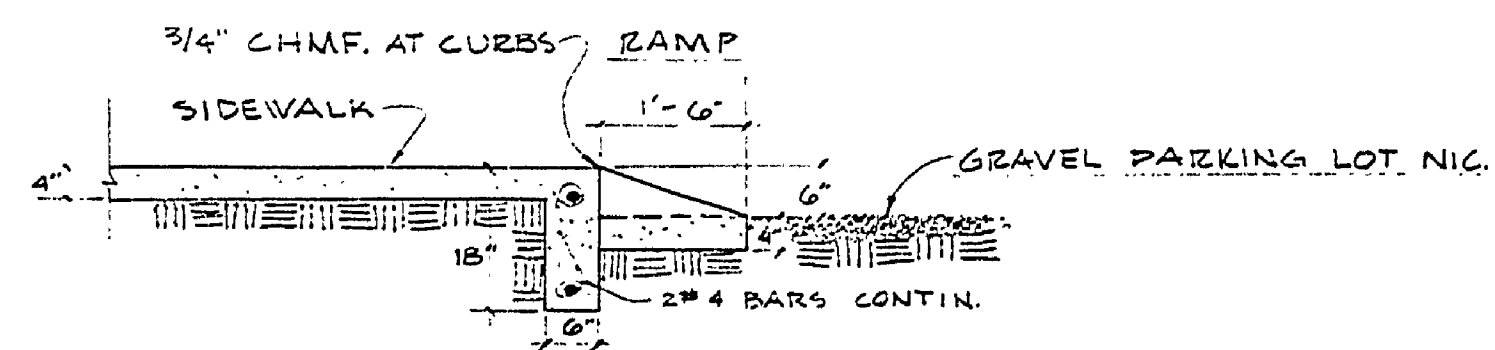 3/4" CHMF. AT CURBS
RAMP
SIDEWALK
1'-6"
GRAVEL PARKING LOT NIC.
4"
6"
4"
18"
2#4 BARS CONTIN.
6"